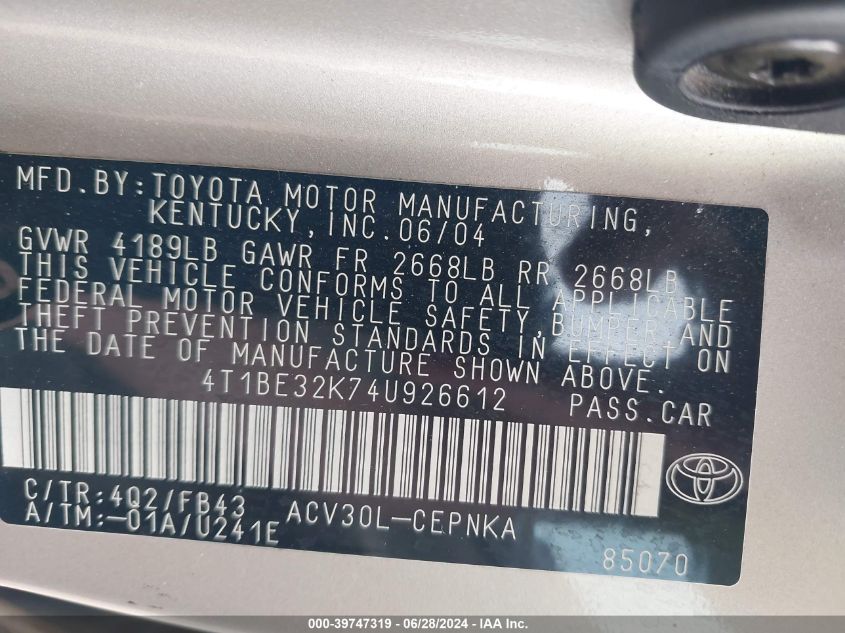 MFD.BY:TOYOTA MOTOR MANUFACTURING,
KENTUCKY,INC.06/04
GVWR 4189LB GAWR FR 2668LB RR 2668LB
THIS VEHICLE CONFORMS TO ALL APPLICABLE
FEDERAL MOTOR VEHICLE SAFETY,BUMPER,AND
THEFT PREVENTION STANDARDS IN EFFECT ON
THE DATE OF MANUFACTURE SHOWN ABOVE.
4T1BE32K74U926612 PASS.CAR
C/TR:4Q2/FB43 ACV30L-CEPNKA
A/TM:-01A/U241E
85070
000-39747319 - 06/28/2024 - IAA Inc.